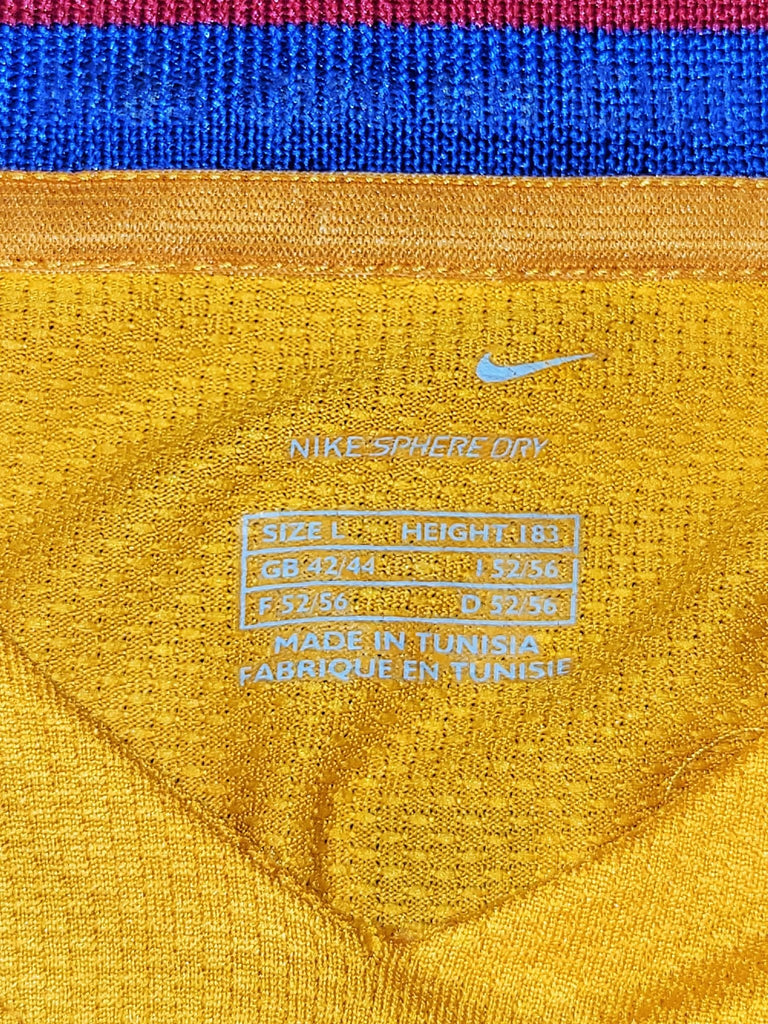 NIKE SPHERE DRY
SIZE L HEIGHT 183
GB 42/44 I 52/56
F 52/56 D 52/56
MADE IN TUNISIA
FABRIQUE EN TUNISIE